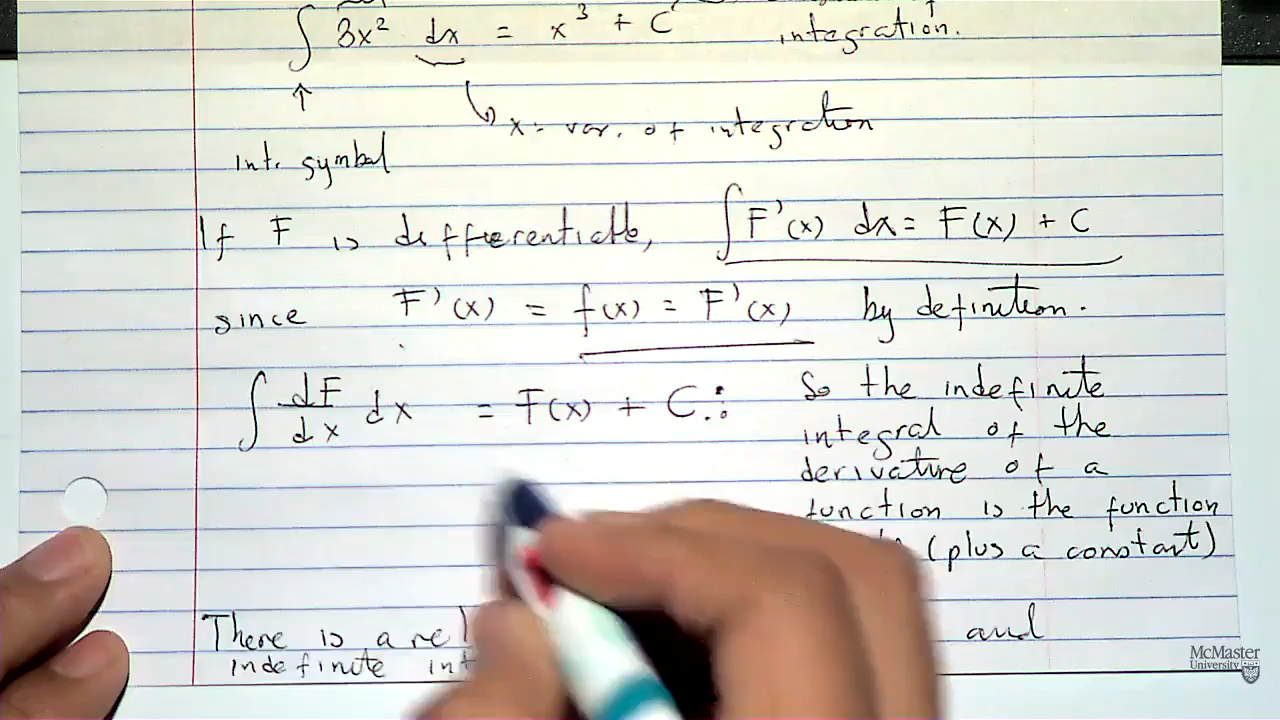 ∫ 3x² dx = x³ + C integration.
↑ ↳ x = var. of integration
int. symbol
If F is differentiable, ∫ F'(x) dx = F(x) + C
since F'(x) = f(x) = F'(x) by definition.
∫ dF/dx dx = F(x) + C ∴ So the indefinite
integral of the
derivative of a
function is the function
(plus a constant)
There is a rel and
indefinite int
McMaster
University